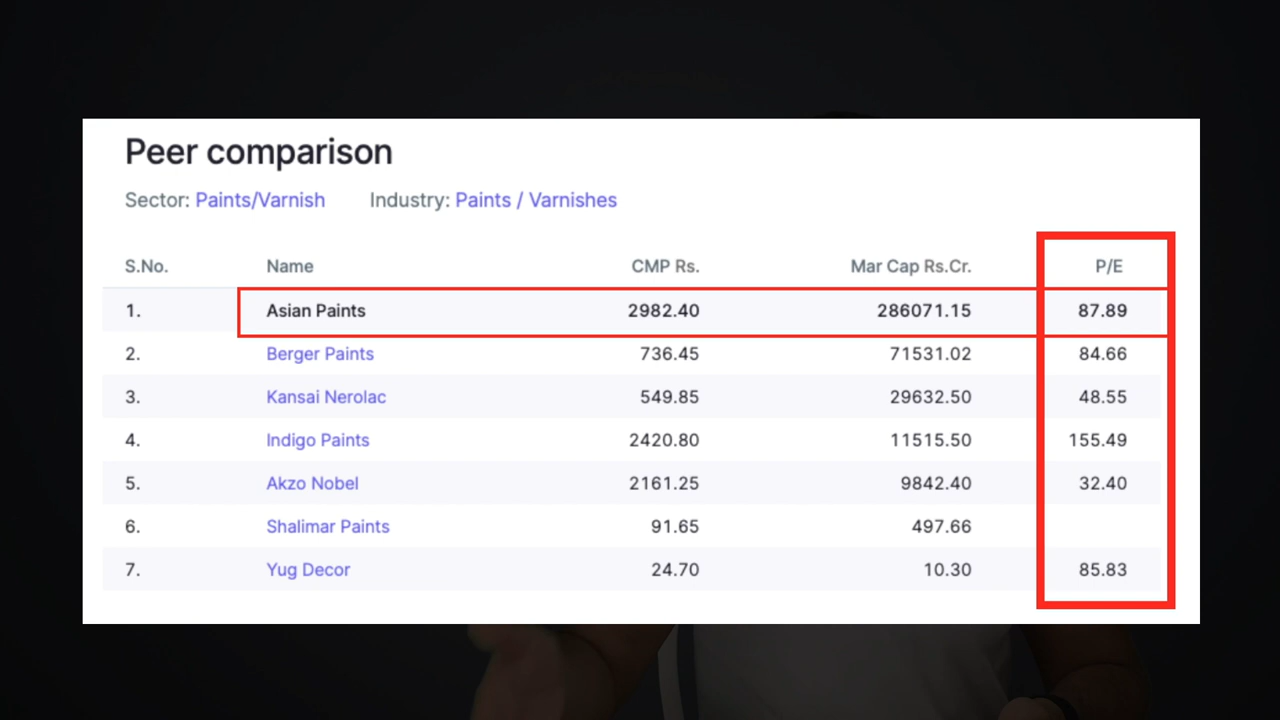 Peer comparison
Sector: Paints/Varnish Industry: Paints / Varnishes
S.No. Name CMP Rs. Mar Cap Rs.Cr. P/E
1. Asian Paints 2982.40 286071.15 87.89
2. Berger Paints 736.45 71531.02 84.66
3. Kansai Nerolac 549.85 29632.50 48.55
4. Indigo Paints 2420.80 11515.50 155.49
5. Akzo Nobel 2161.25 9842.40 32.40
6. Shalimar Paints 91.65 497.66
7. Yug Decor 24.70 10.30 85.83